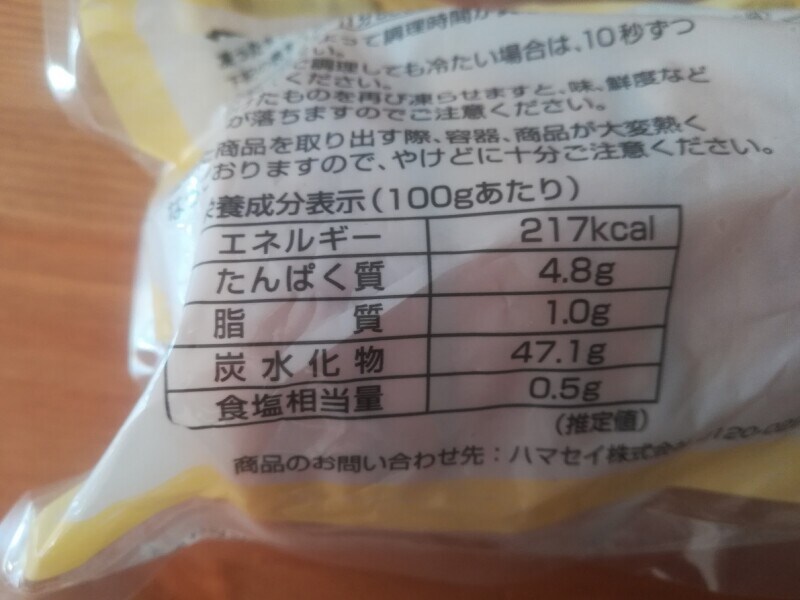 って調理時間が
調理しても冷たい場合は、10秒ずつ
ください。
たものを再び凍らせますと、味、鮮度など
が落ちますのでご注意ください。
商品を取り出す際、容器、商品が大変熱く
おりますので、やけどに十分ご注意ください。
養成分表示(100gあたり)
エネルギー 217kcal
たんぱく質 4.8g
脂質 1.0g
炭水化物 47.1g
食塩相当量 0.5g
(推定値)
商品のお問い合わせ先:ハマセイ株式会